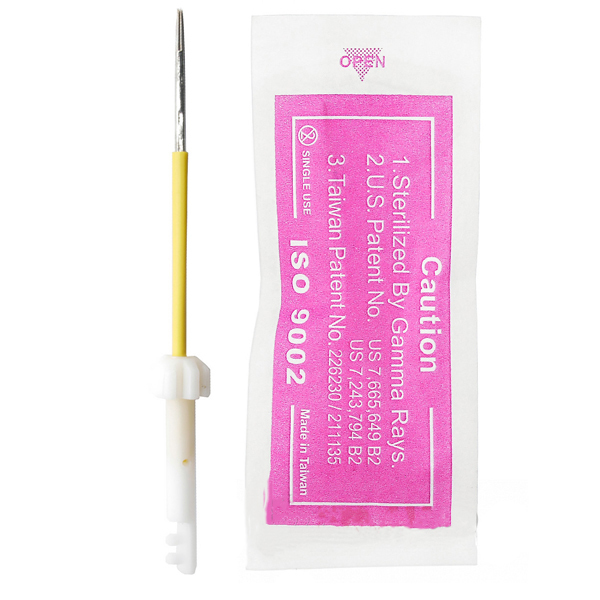 OPEN
Caution
1.Sterilized By Gamma Rays.
2.U.S. Patent No. US 7,665,649 B2
US 7,243,794 B2
3.Taiwan Patent No. 226230 / 211135
SINGLE USE
ISO 9002
Made in Taiwan